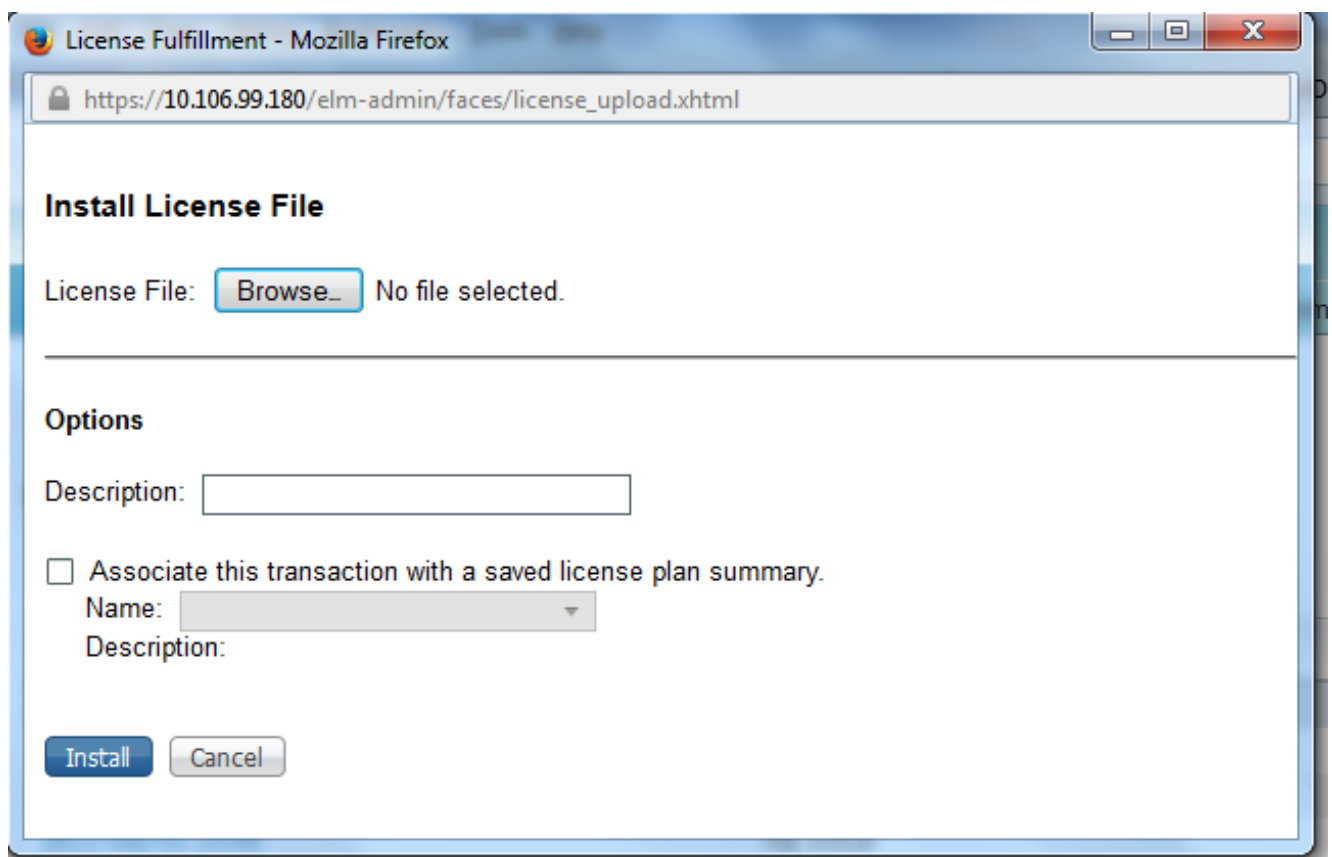 License Fulfillment - Mozilla Firefox
https://10.106.99.180/elm-admin/faces/license_upload.xhtml
Install License File
License File: Browse... No file selected.
Options
Description:
Associate this transaction with a saved license plan summary.
Name:
Description:
Install Cancel